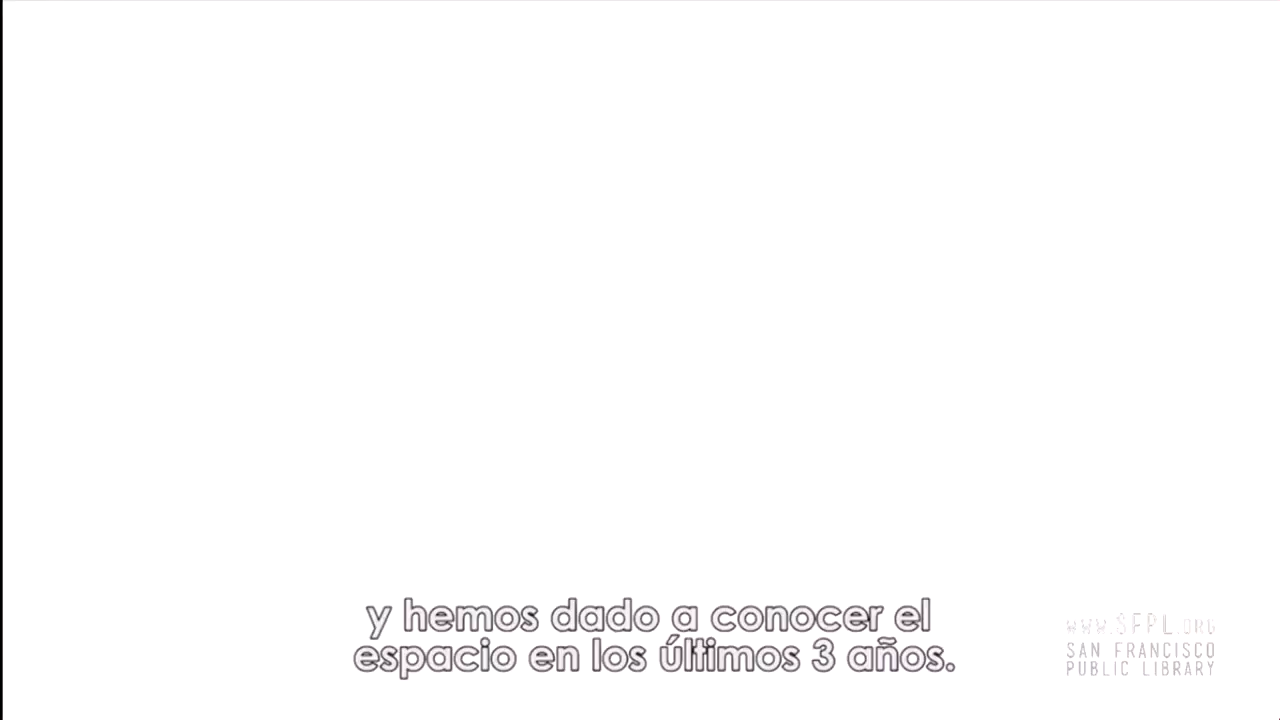 y hemos dado a conocer el
espacio en los últimos 3 años.
WWW.SFPL.ORG
SAN FRANCISCO
PUBLIC LIBRARY